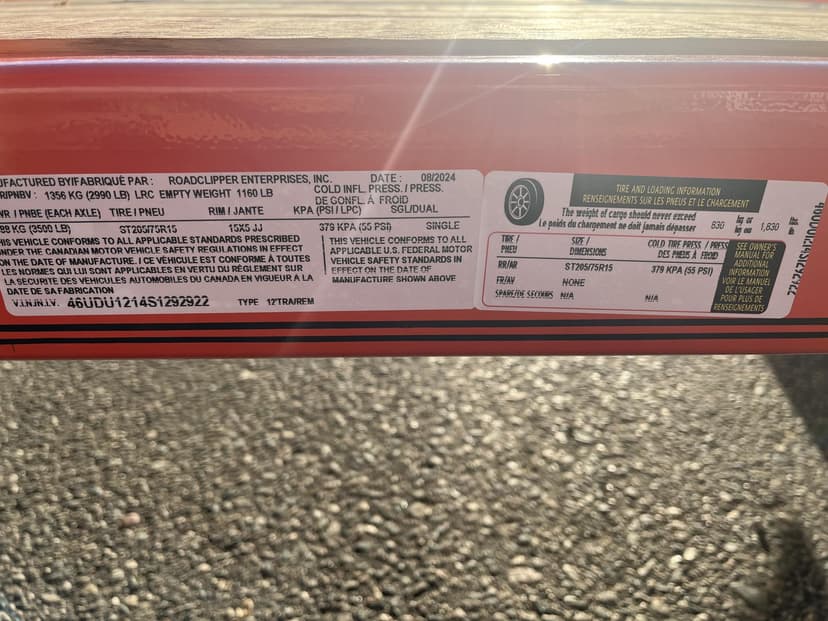 UFACTURED BY/FABRIQUÉ PAR : ROADCLIPPER ENTERPRISES, INC. DATE : 08/2024
R/PNBV : 1356 KG (2990 LB) LRC EMPTY WEIGHT 1160 LB COLD INFL. PRESS. / PRESS.
DE GONFL. À FROID
WR / PNBE (EACH AXLE) TIRE / PNEU RIM / JANTE KPA (PSI / LPC) SGL/DUAL
88 KG (3500 LB) ST205/75R15 15X5 JJ 379 KPA (55 PSI) SINGLE
HIS VEHICLE CONFORMS TO ALL APPLICABLE STANDARDS PRESCRIBED
UNDER THE CANADIAN MOTOR VEHICLE SAFETY REGULATIONS IN EFFECT
ON THE DATE OF MANUFACTURE. / CE VÉHICULE EST CONFORME À TOUTES
LES NORMES QUI LUI SONT APPLICABLES EN VERTU DU RÈGLEMENT SUR
LA SÉCURITÉ DES VÉHICULES AUTOMOBILES DU CANADA EN VIGUEUR À LA
DATE DE SA FABRICATION
THIS VEHICLE CONFORMS TO ALL
APPLICABLE U.S. FEDERAL MOTOR
VEHICLE SAFETY STANDARDS IN
EFFECT ON THE DATE OF
MANUFACTURE SHOWN ABOVE
46UDU1214S1292922 TYPE 12'TRA/REM
TIRE AND LOADING INFORMATION
RENSEIGNEMENTS SUR LES PNEUS ET LE CHARGEMENT
The weight of cargo should never exceed
Le poids du chargement ne doit jamais dépasser 830 kg or kg ou 1,830 lbs.
TIRE / PNEU SIZE / DIMENSIONS COLD TIRE PRESS / PRESS DES PNEUS À FROID
RR/AR ST205/75R15 379 KPA (55 PSI)
FR/AV NONE
SPARE/DE SECOURS N/A N/A
SEE OWNER'S
MANUAL FOR
ADDITIONAL
INFORMATION
VOIR LE MANUEL
DE L'USAGER
POUR PLUS DE
RENSEIGNEMENTS
46UDU1214S1292922